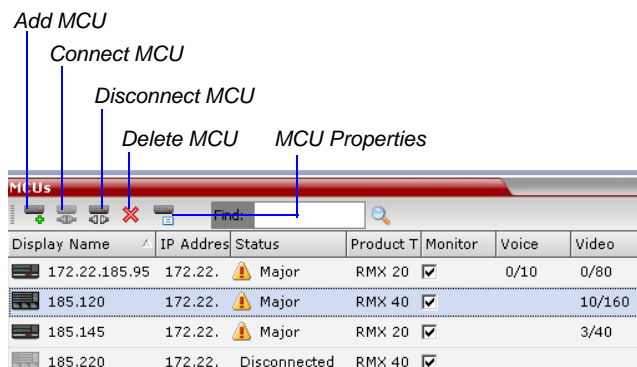 Add MCU
Connect MCU
Disconnect MCU
Delete MCU MCU Properties
MCUs
Find:
Display Name IP Addres Status Product T Monitor Voice Video
172.22.185.95 172.22. Major RMX 20 0/10 0/80
185.120 172.22. Major RMX 40 10/160
185.145 172.22. Major RMX 20 3/40
185.220 172.22. Disconnected RMX 40